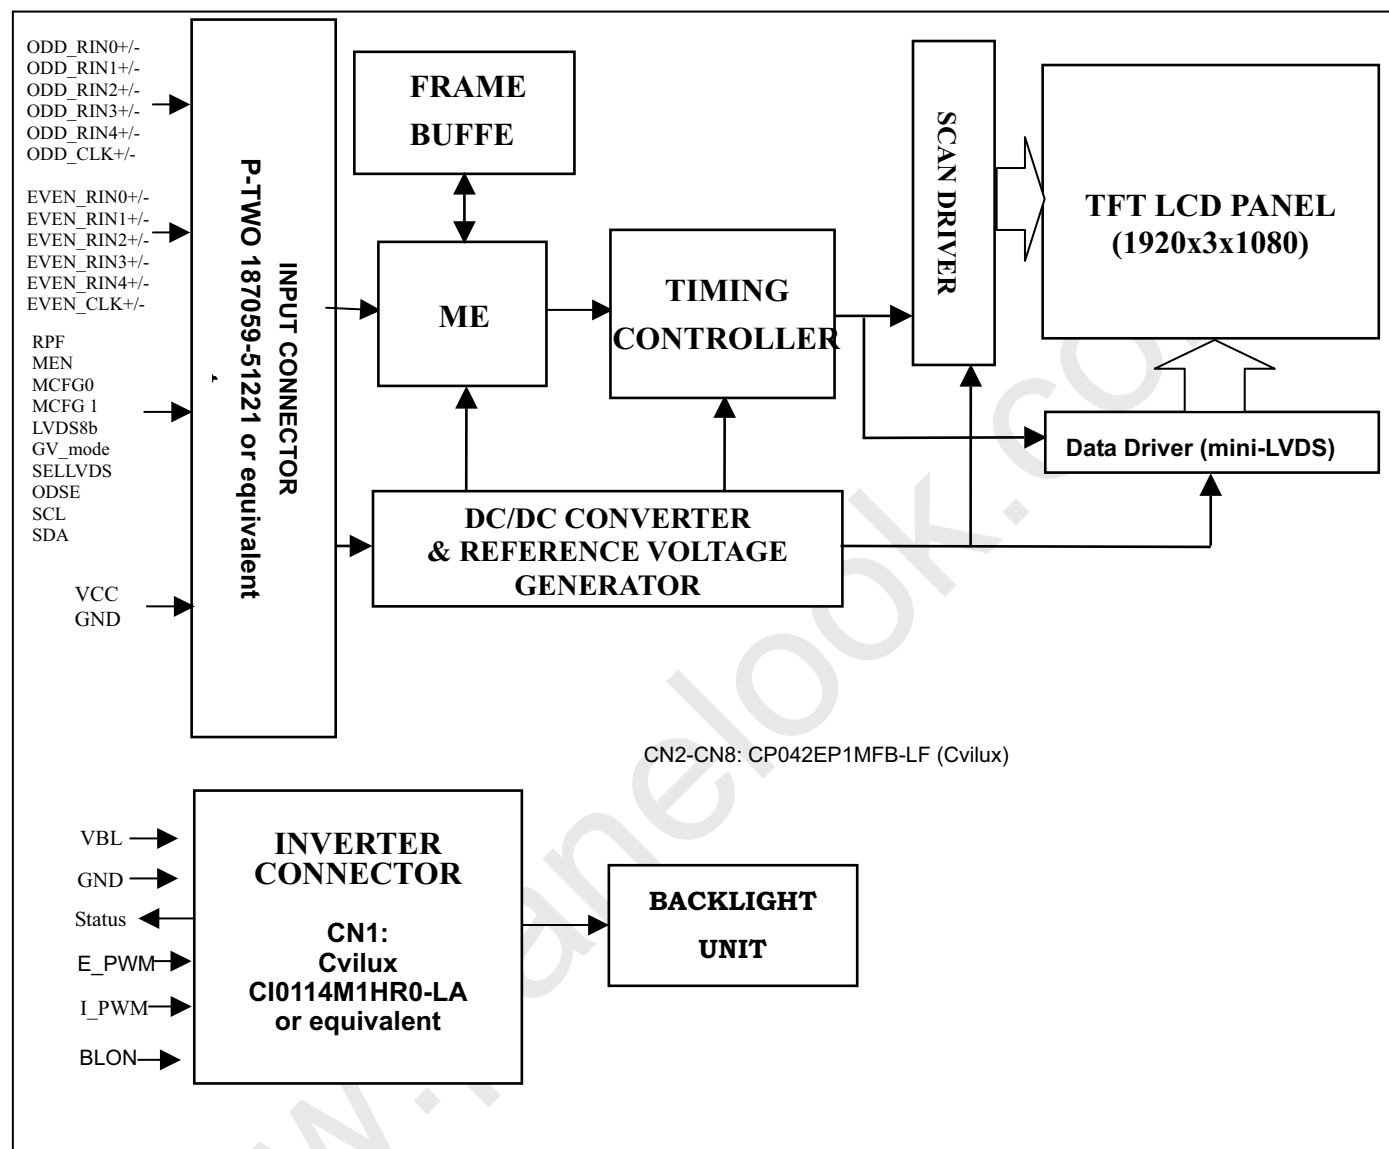 ODD_RIN0+/-
ODD_RIN1+/-
ODD_RIN2+/-
ODD_RIN3+/-
ODD_RIN4+/-
ODD_CLK+/-
EVEN_RIN0+/-
EVEN_RIN1+/-
EVEN_RIN2+/-
EVEN_RIN3+/-
EVEN_RIN4+/-
EVEN_CLK+/-
RPF
MEN
MCFG0
MCFG 1
LVDS8b
GV_mode
SELLVDS
ODSE
SCL
SDA
VCC
GND
INPUT CONNECTOR
P-TWO 187059-51221 or equivalent
FRAME
BUFFE
ME
TIMING
CONTROLLER
SCAN DRIVER
TFT LCD PANEL
(1920x3x1080)
Data Driver (mini-LVDS)
DC/DC CONVERTER
& REFERENCE VOLTAGE
GENERATOR
CN2-CN8: CP042EP1MFB-LF (Cvilux)
VBL
GND
Status
E_PWM
I_PWM
BLON
INVERTER
CONNECTOR
CN1:
Cvilux
CI0114M1HR0-LA
or equivalent
BACKLIGHT
UNIT